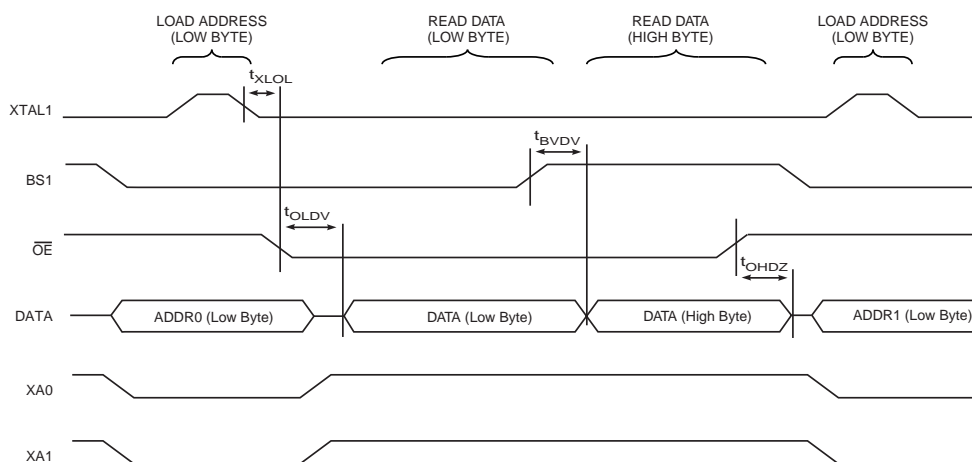 LOAD ADDRESS
(LOW BYTE)
READ DATA
(LOW BYTE)
READ DATA
(HIGH BYTE)
LOAD ADDRESS
(LOW BYTE)
tXLOL
XTAL1
tBVDV
BS1
tOLDV
OE
tOHDZ
DATA
ADDR0 (Low Byte)
DATA (Low Byte)
DATA (High Byte)
ADDR1 (Low Byte)
XA0
XA1